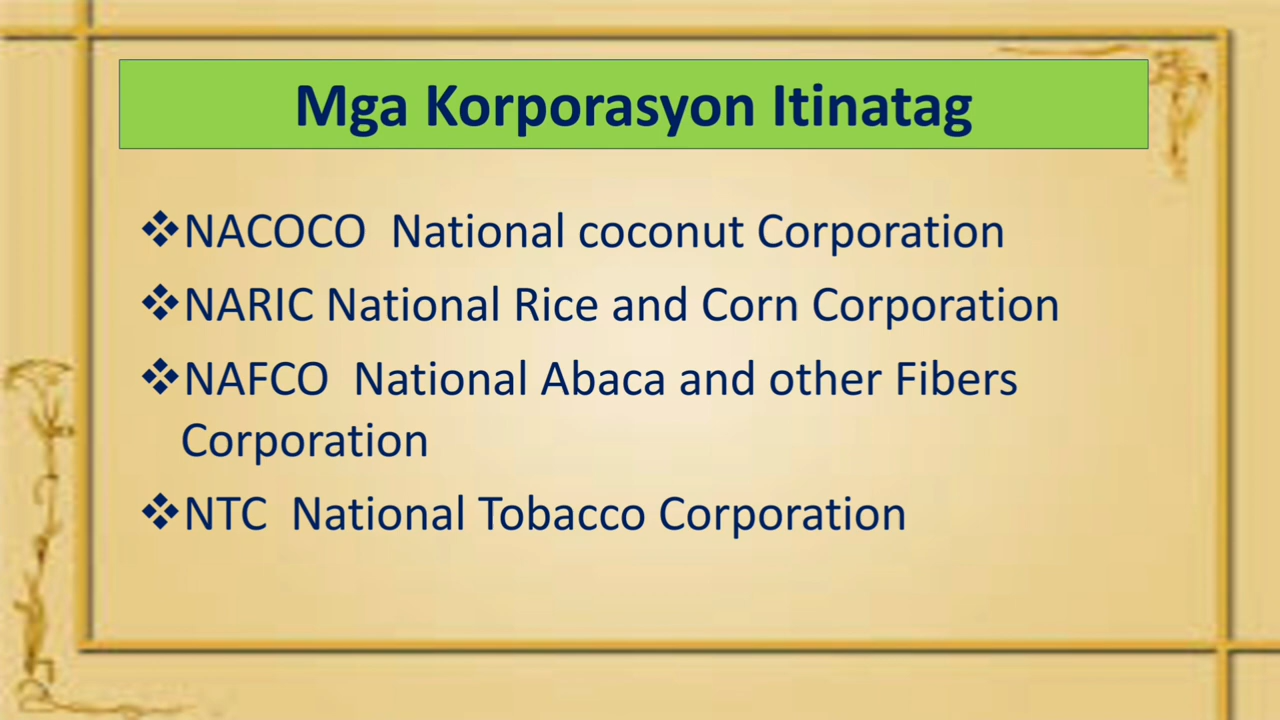 Mga Korporasyon Itinatag
❖NACOCO  National coconut Corporation
❖NARIC National Rice and Corn Corporation
❖NAFCO  National Abaca and other Fibers
Corporation
❖NTC  National Tobacco Corporation